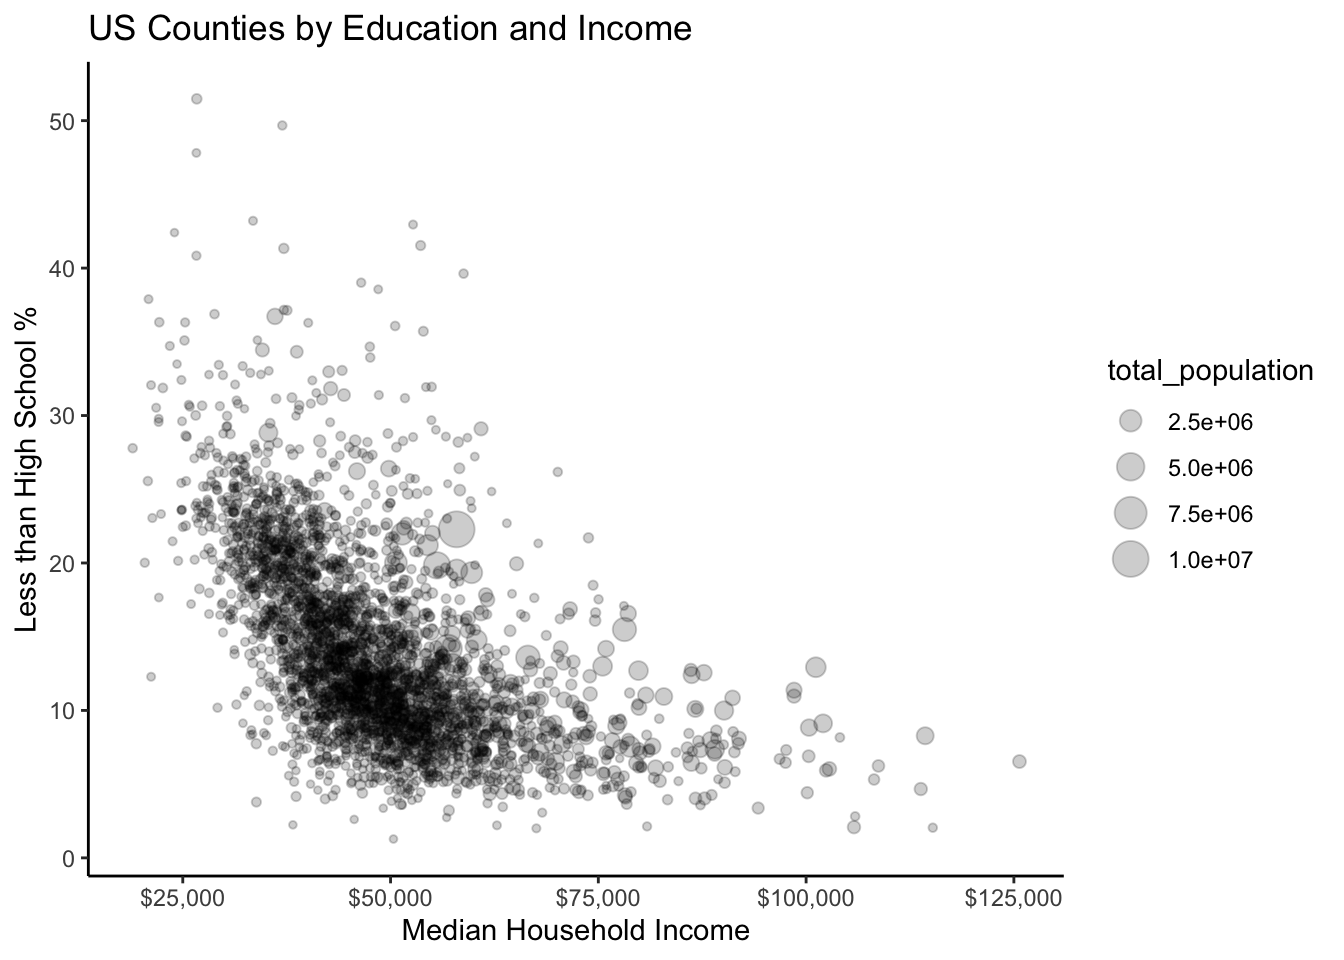 US Counties by Education and Income
Less than High School %
50
40
30
20
10
0
$25,000
$50,000
$75,000
$100,000
$125,000
Median Household Income
total_population
2.5e+06
5.0e+06
7.5e+06
1.0e+07